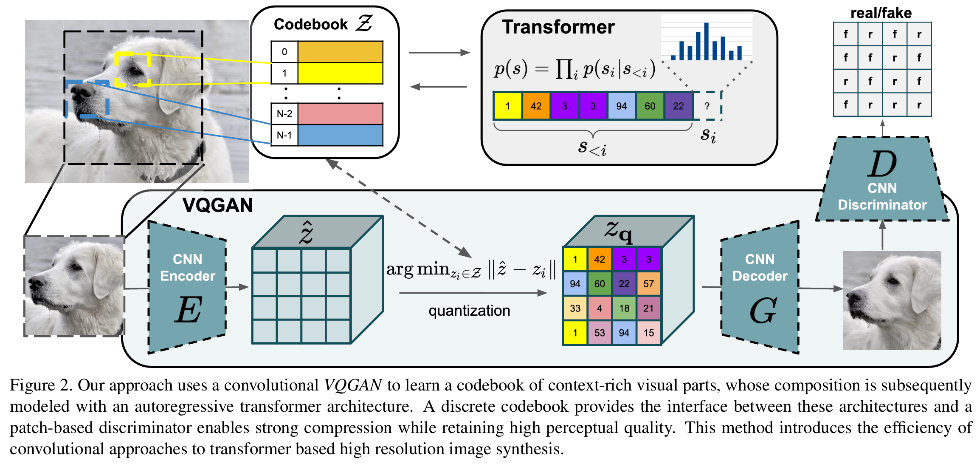 Codebook 𝒵
0
1
⋮ ⋮
N-2
N-1
Transformer
p(s) = ∏ᵢ p(sᵢ|s<ᵢ)
1 42 3 3 94 60 22 ?
s<ᵢ
sᵢ
real/fake
f r f r
f r f f
r f r r
f f r r
D
CNN
Discriminator
VQGAN
CNN
Encoder
E
ẑ
arg min_{zᵢ∈𝒵} ‖ẑ − zᵢ‖
quantization
z_q
1 42 3 3
94 60 22 57
33 4 18 21
1 53 94 15
CNN
Decoder
G
Figure 2. Our approach uses a convolutional VQGAN to learn a codebook of context-rich visual parts, whose composition is subsequently
modeled with an autoregressive transformer architecture. A discrete codebook provides the interface between these architectures and a
patch-based discriminator enables strong compression while retaining high perceptual quality. This method introduces the efficiency of
convolutional approaches to transformer based high resolution image synthesis.